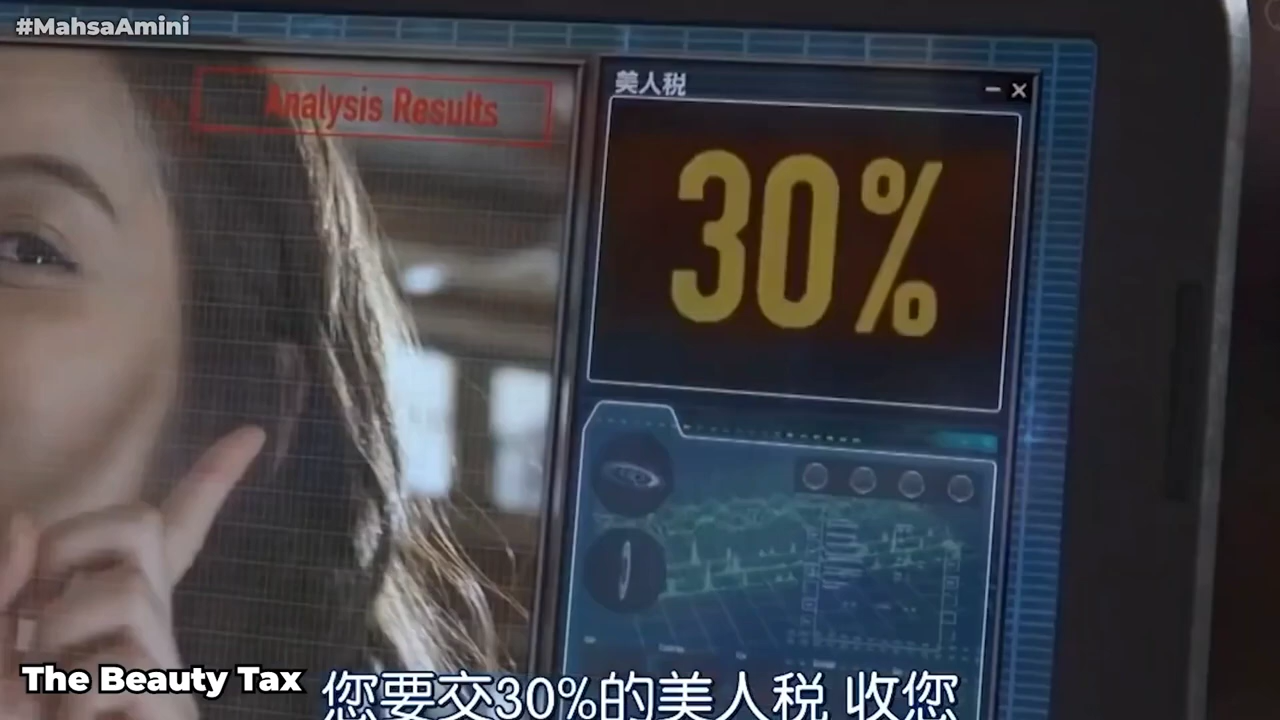 #MahsaAmini
Analysis Results
美人税
30%
The Beauty Tax
您要交30%的美人税 收您